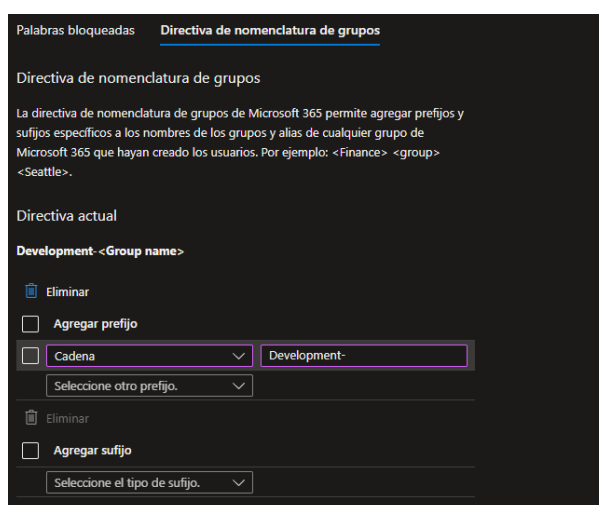 Palabras bloqueadas Directiva de nomenclatura de grupos
Directiva de nomenclatura de grupos
La directiva de nomenclatura de grupos de Microsoft 365 permite agregar prefijos y
sufijos específicos a los nombres de los grupos y alias de cualquier grupo de
Microsoft 365 que hayan creado los usuarios. Por ejemplo: <Finance> <group>
<Seattle>.
Directiva actual
Development-<Group name>
Eliminar
Agregar prefijo
Cadena Development-
Seleccione otro prefijo.
Eliminar
Agregar sufijo
Seleccione el tipo de sufijo.